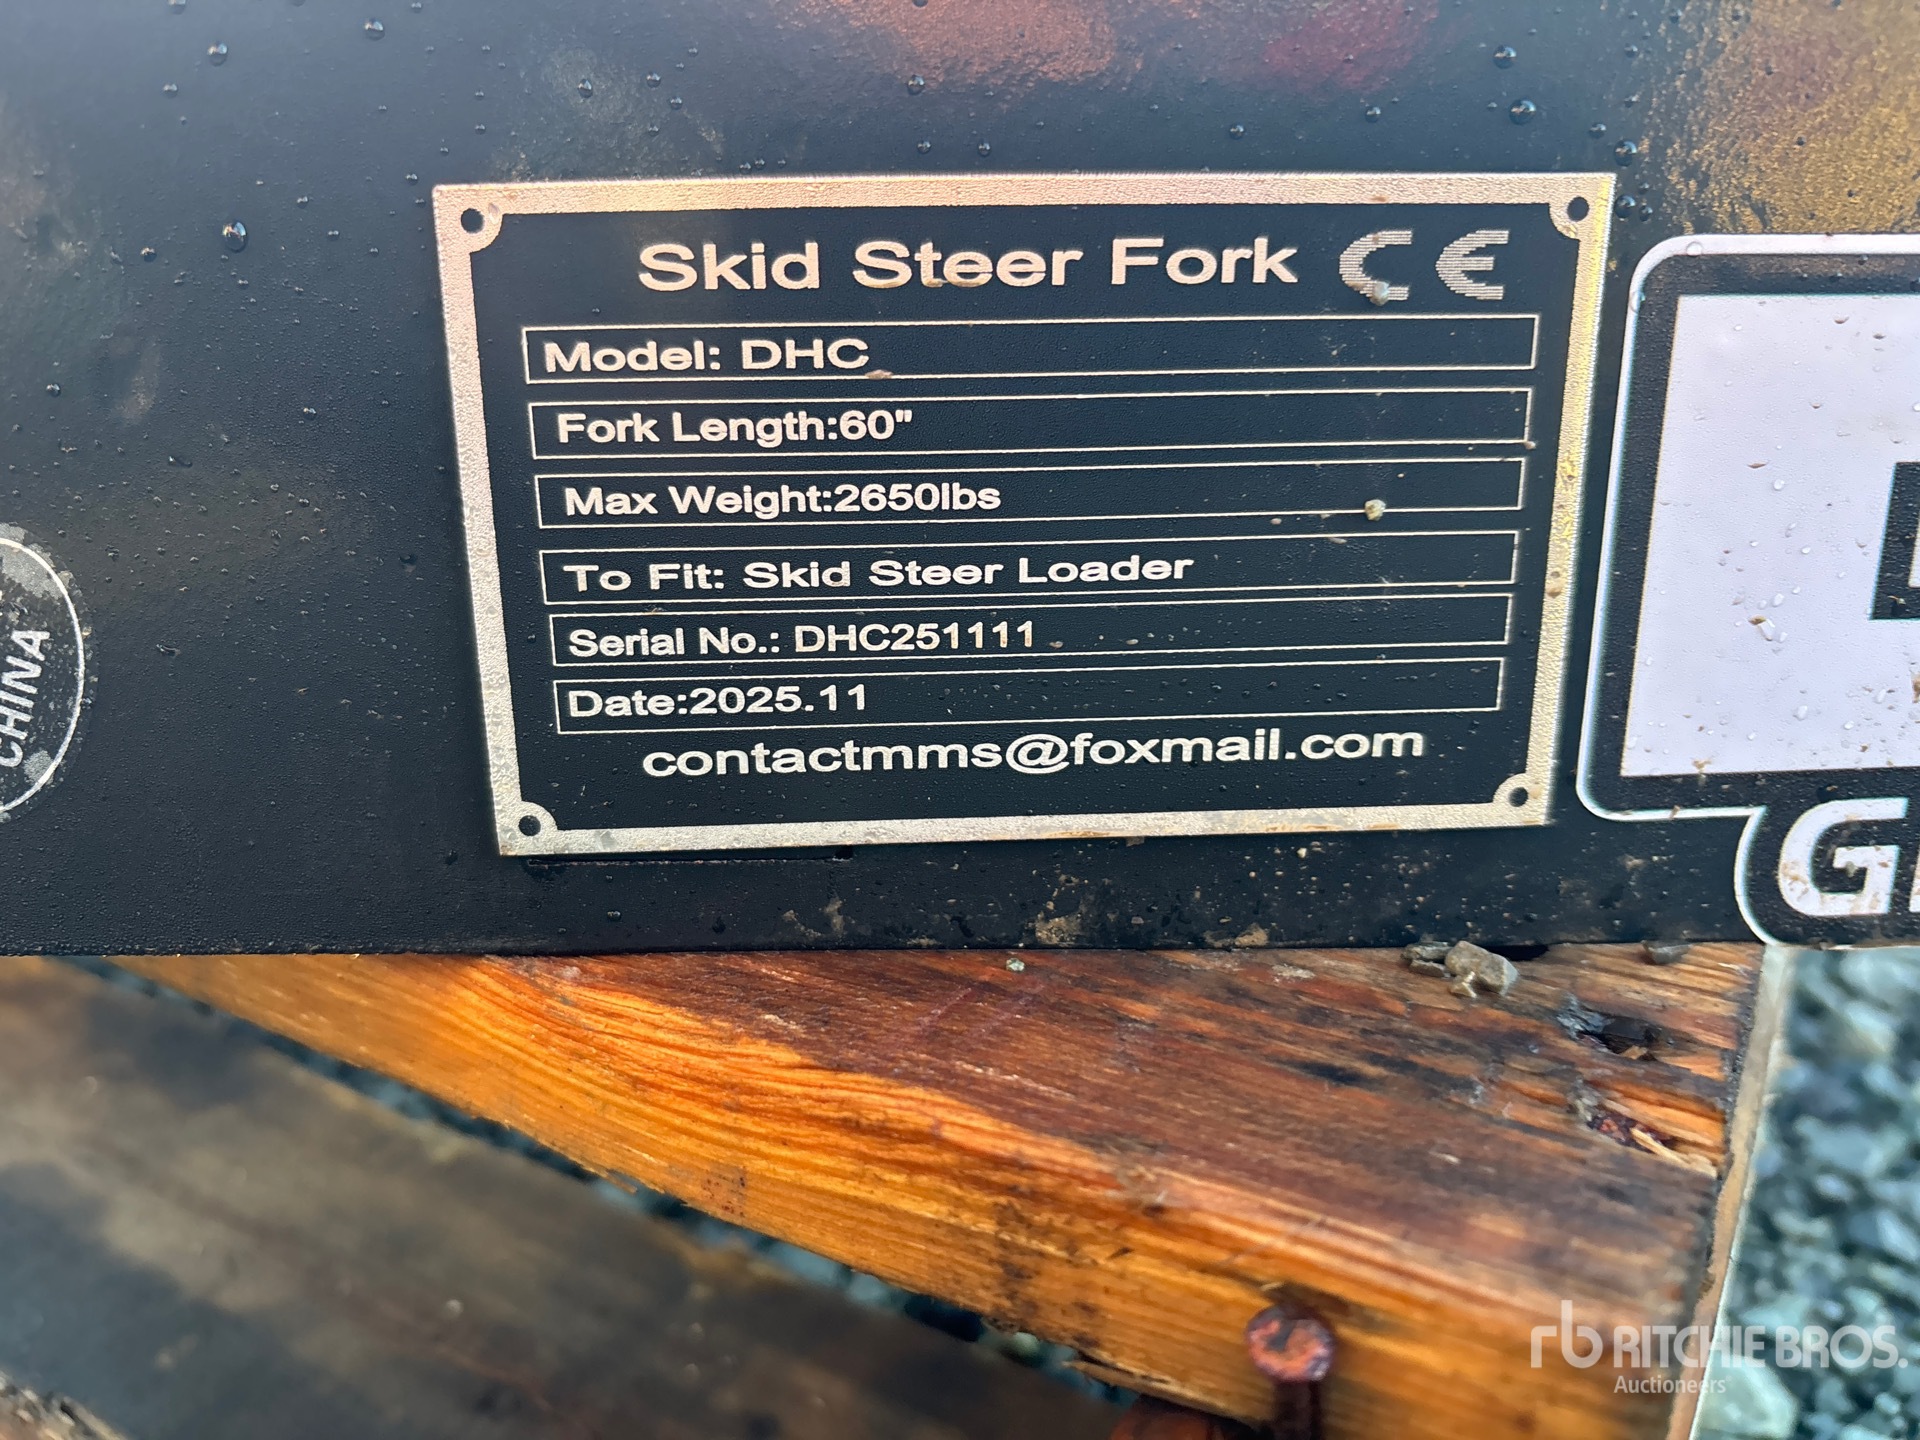 Skid Steer Fork CE
Model: DHC
Fork Length:60"
Max Weight:2650lbs
To Fit: Skid Steer Loader
Serial No.: DHC251111
Date:2025.11
contactmms@foxmail.com
CHINA
G
rb RITCHIE BROS.
Auctioneers